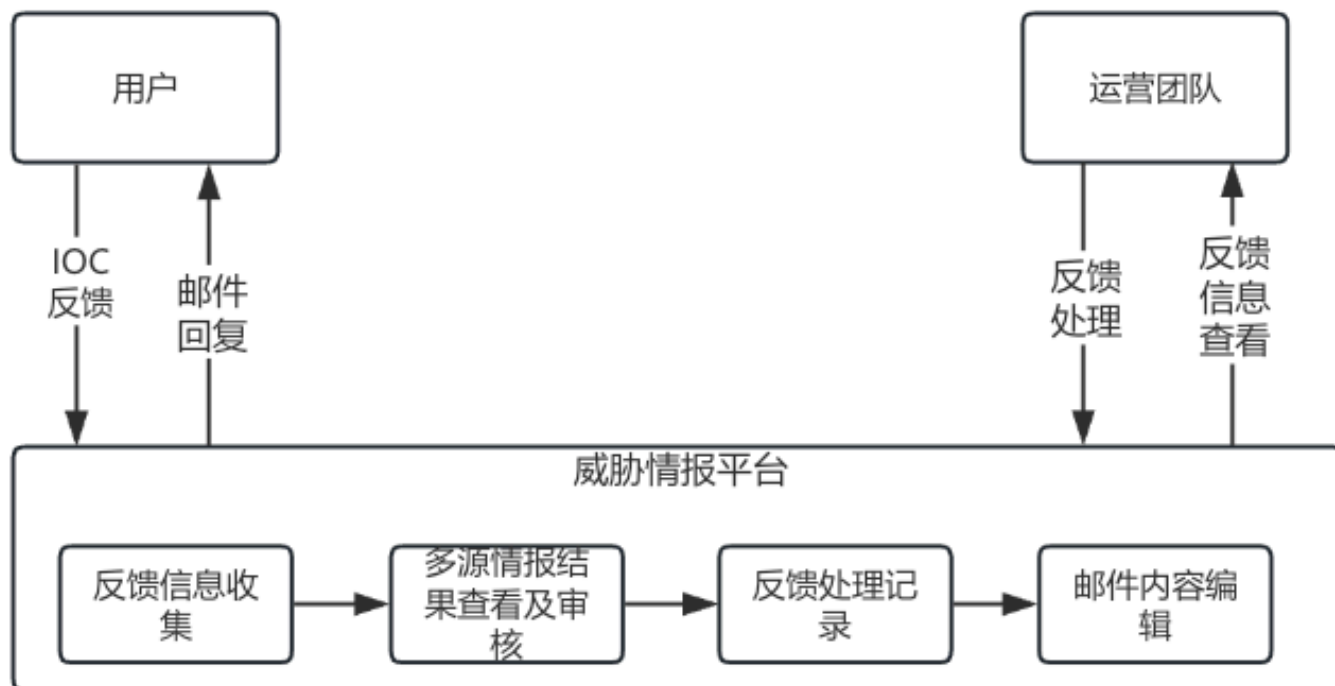 用户
运营团队
IOC
反馈
邮件
回复
反馈
处理
反馈
信息
查看
威胁情报平台
反馈信息收
集
多源情报结
果查看及审
核
反馈处理记
录
邮件内容编
辑